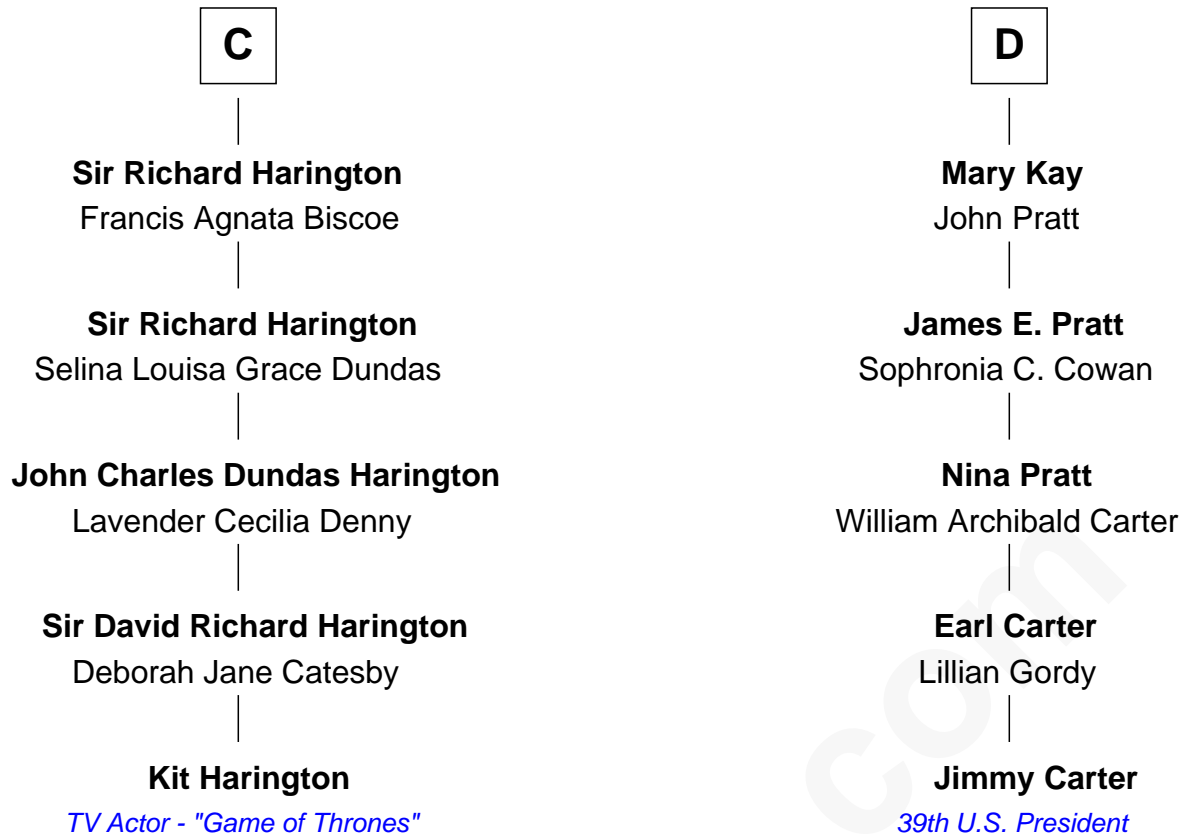 C
Sir Richard Harington
Francis Agnata Biscoe
Sir Richard Harington
Selina Louisa Grace Dundas
John Charles Dundas Harington
Lavender Cecilia Denny
Sir David Richard Harington
Deborah Jane Catesby
Kit Harington
TV Actor - "Game of Thrones"
D
Mary Kay
John Pratt
James E. Pratt
Sophronia C. Cowan
Nina Pratt
William Archibald Carter
Earl Carter
Lillian Gordy
Jimmy Carter
39th U.S. President
com